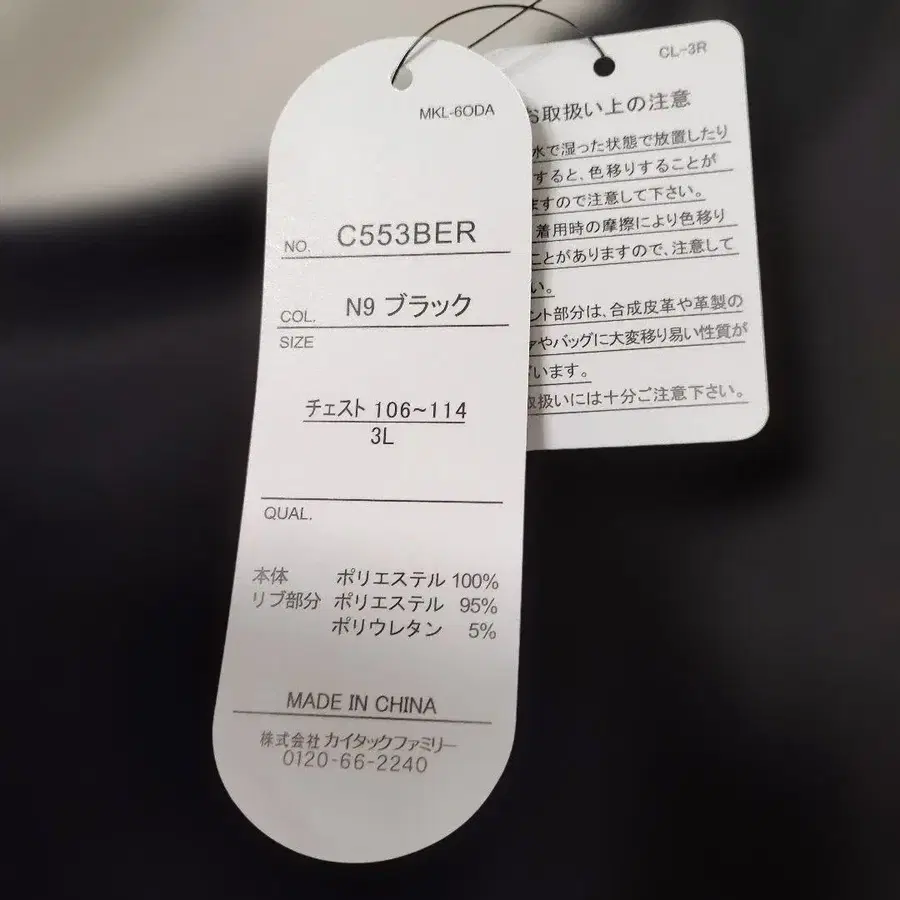 MKL-6ODA
NO. C553BER
COL. N9 ブラック
SIZE
チェスト 106~114
3L
QUAL.
本体 ポリエステル 100%
リブ部分 ポリエステル 95%
ポリウレタン 5%
MADE IN CHINA
株式会社 カイタックファミリー
0120-66-2240
CL-3R
お取扱い上の注意
水で湿った状態で放置したり
すると、色移りすることが
ますので注意して下さい。
着用時の摩擦により色移り
ことがありますので、注意して
い。
ント部分は、合成皮革や革製の
やバッグに大変移り易い性質が
います。
取扱いには十分ご注意下さい。